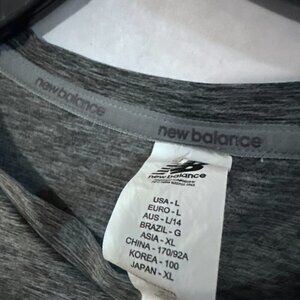 new balance
new balance
new balance
USA - L
EURO - L
AUS - L/14
BRAZIL - G
ASIA - XL
CHINA - 170/92A
KOREA - 100
JAPAN - XL